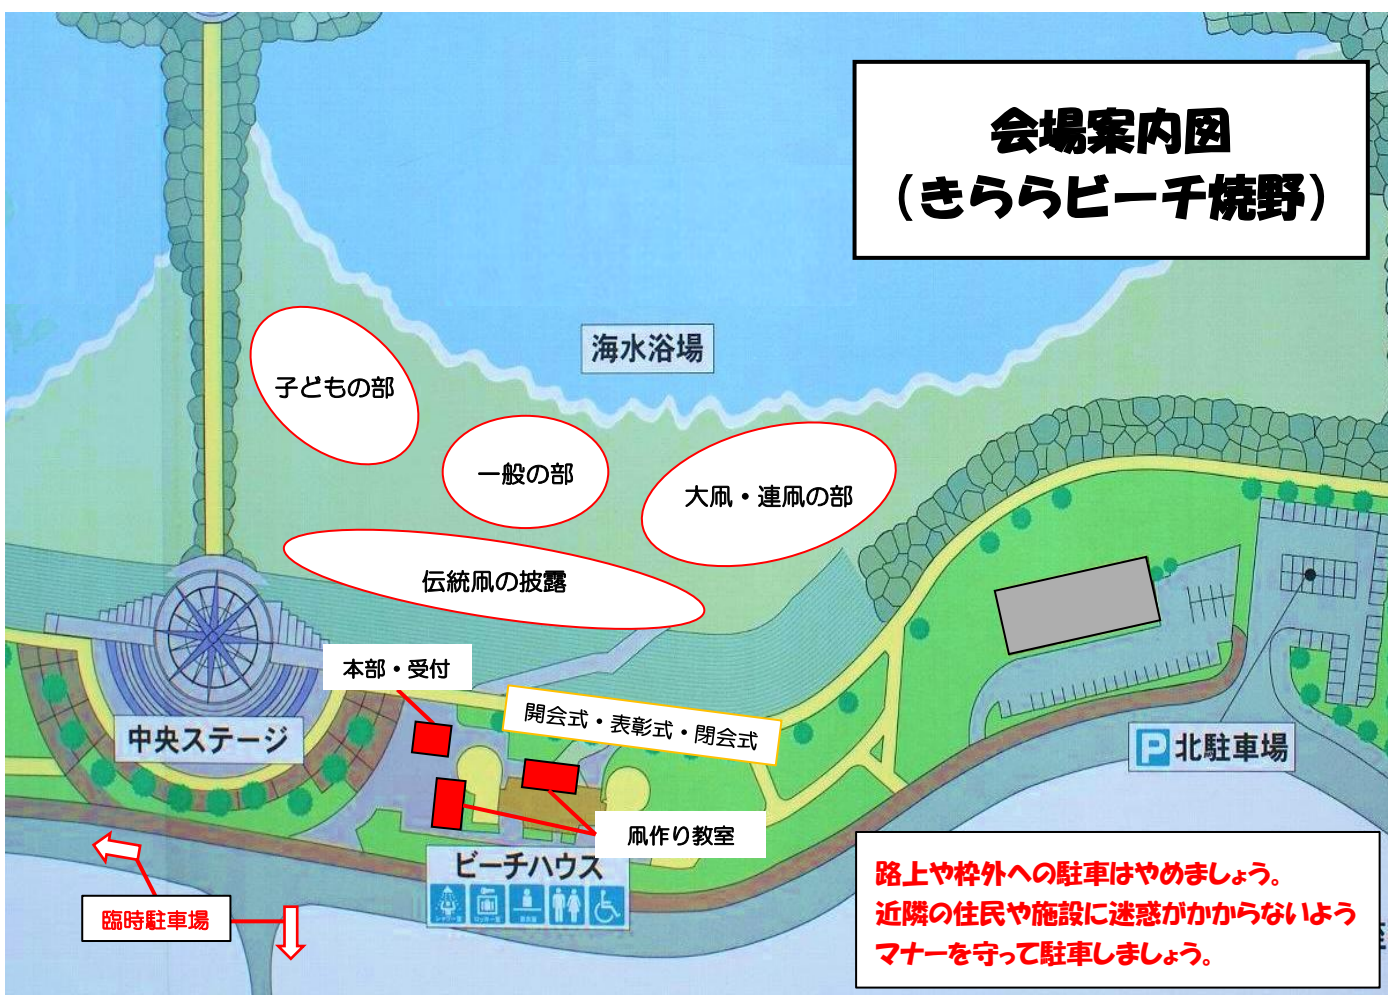 会場案内図
（きららビーチ焼野）
海水浴場
子どもの部
一般の部
大凧・連凧の部
伝統凧の披露
本部・受付
開会式・表彰式・閉会式
中央ステージ
P北駐車場
凧作り教室
ビーチハウス
臨時駐車場
路上や枠外への駐車はやめましょう。
近隣の住民や施設に迷惑がかからないよう
マナーを守って駐車しましょう。